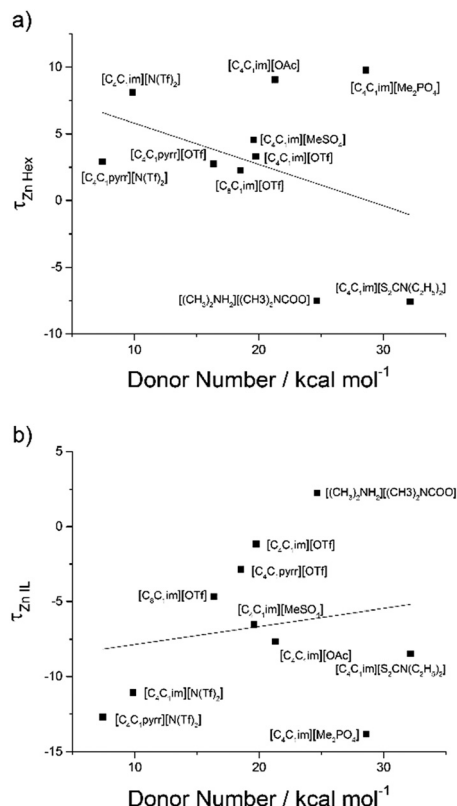 a)
10
5
0
-5
-10
τZn Hex
[C4C1im][N(Tf)2]
[C4C1im][OAc]
[C4C1im][Me2PO4]
[C4C1im][MeSO4]
[C4C1pyrr][OTf]
[C4C1im][OTf]
[C4C1pyrr][N(Tf)2]
[C8C1im][OTf]
[(CH3)2NH2][(CH3)2NCOO]
[C4C1im][S2CN(C2H5)2]
10 20 30
Donor Number / kcal mol-1
b)
5
0
-5
-10
-15
τZn IL
[(CH3)2NH2][(CH3)2NCOO]
[C4C1im][OTf]
[C4C1pyrr][OTf]
[C8C1im][OTf]
[C4C1im][MeSO4]
[C4C1im][OAc]
[C4C1im][S2CN(C2H5)2]
[C4C1im][N(Tf)2]
[C4C1pyrr][N(Tf)2]
[C4C1im][Me2PO4]
10 20 30
Donor Number / kcal mol-1